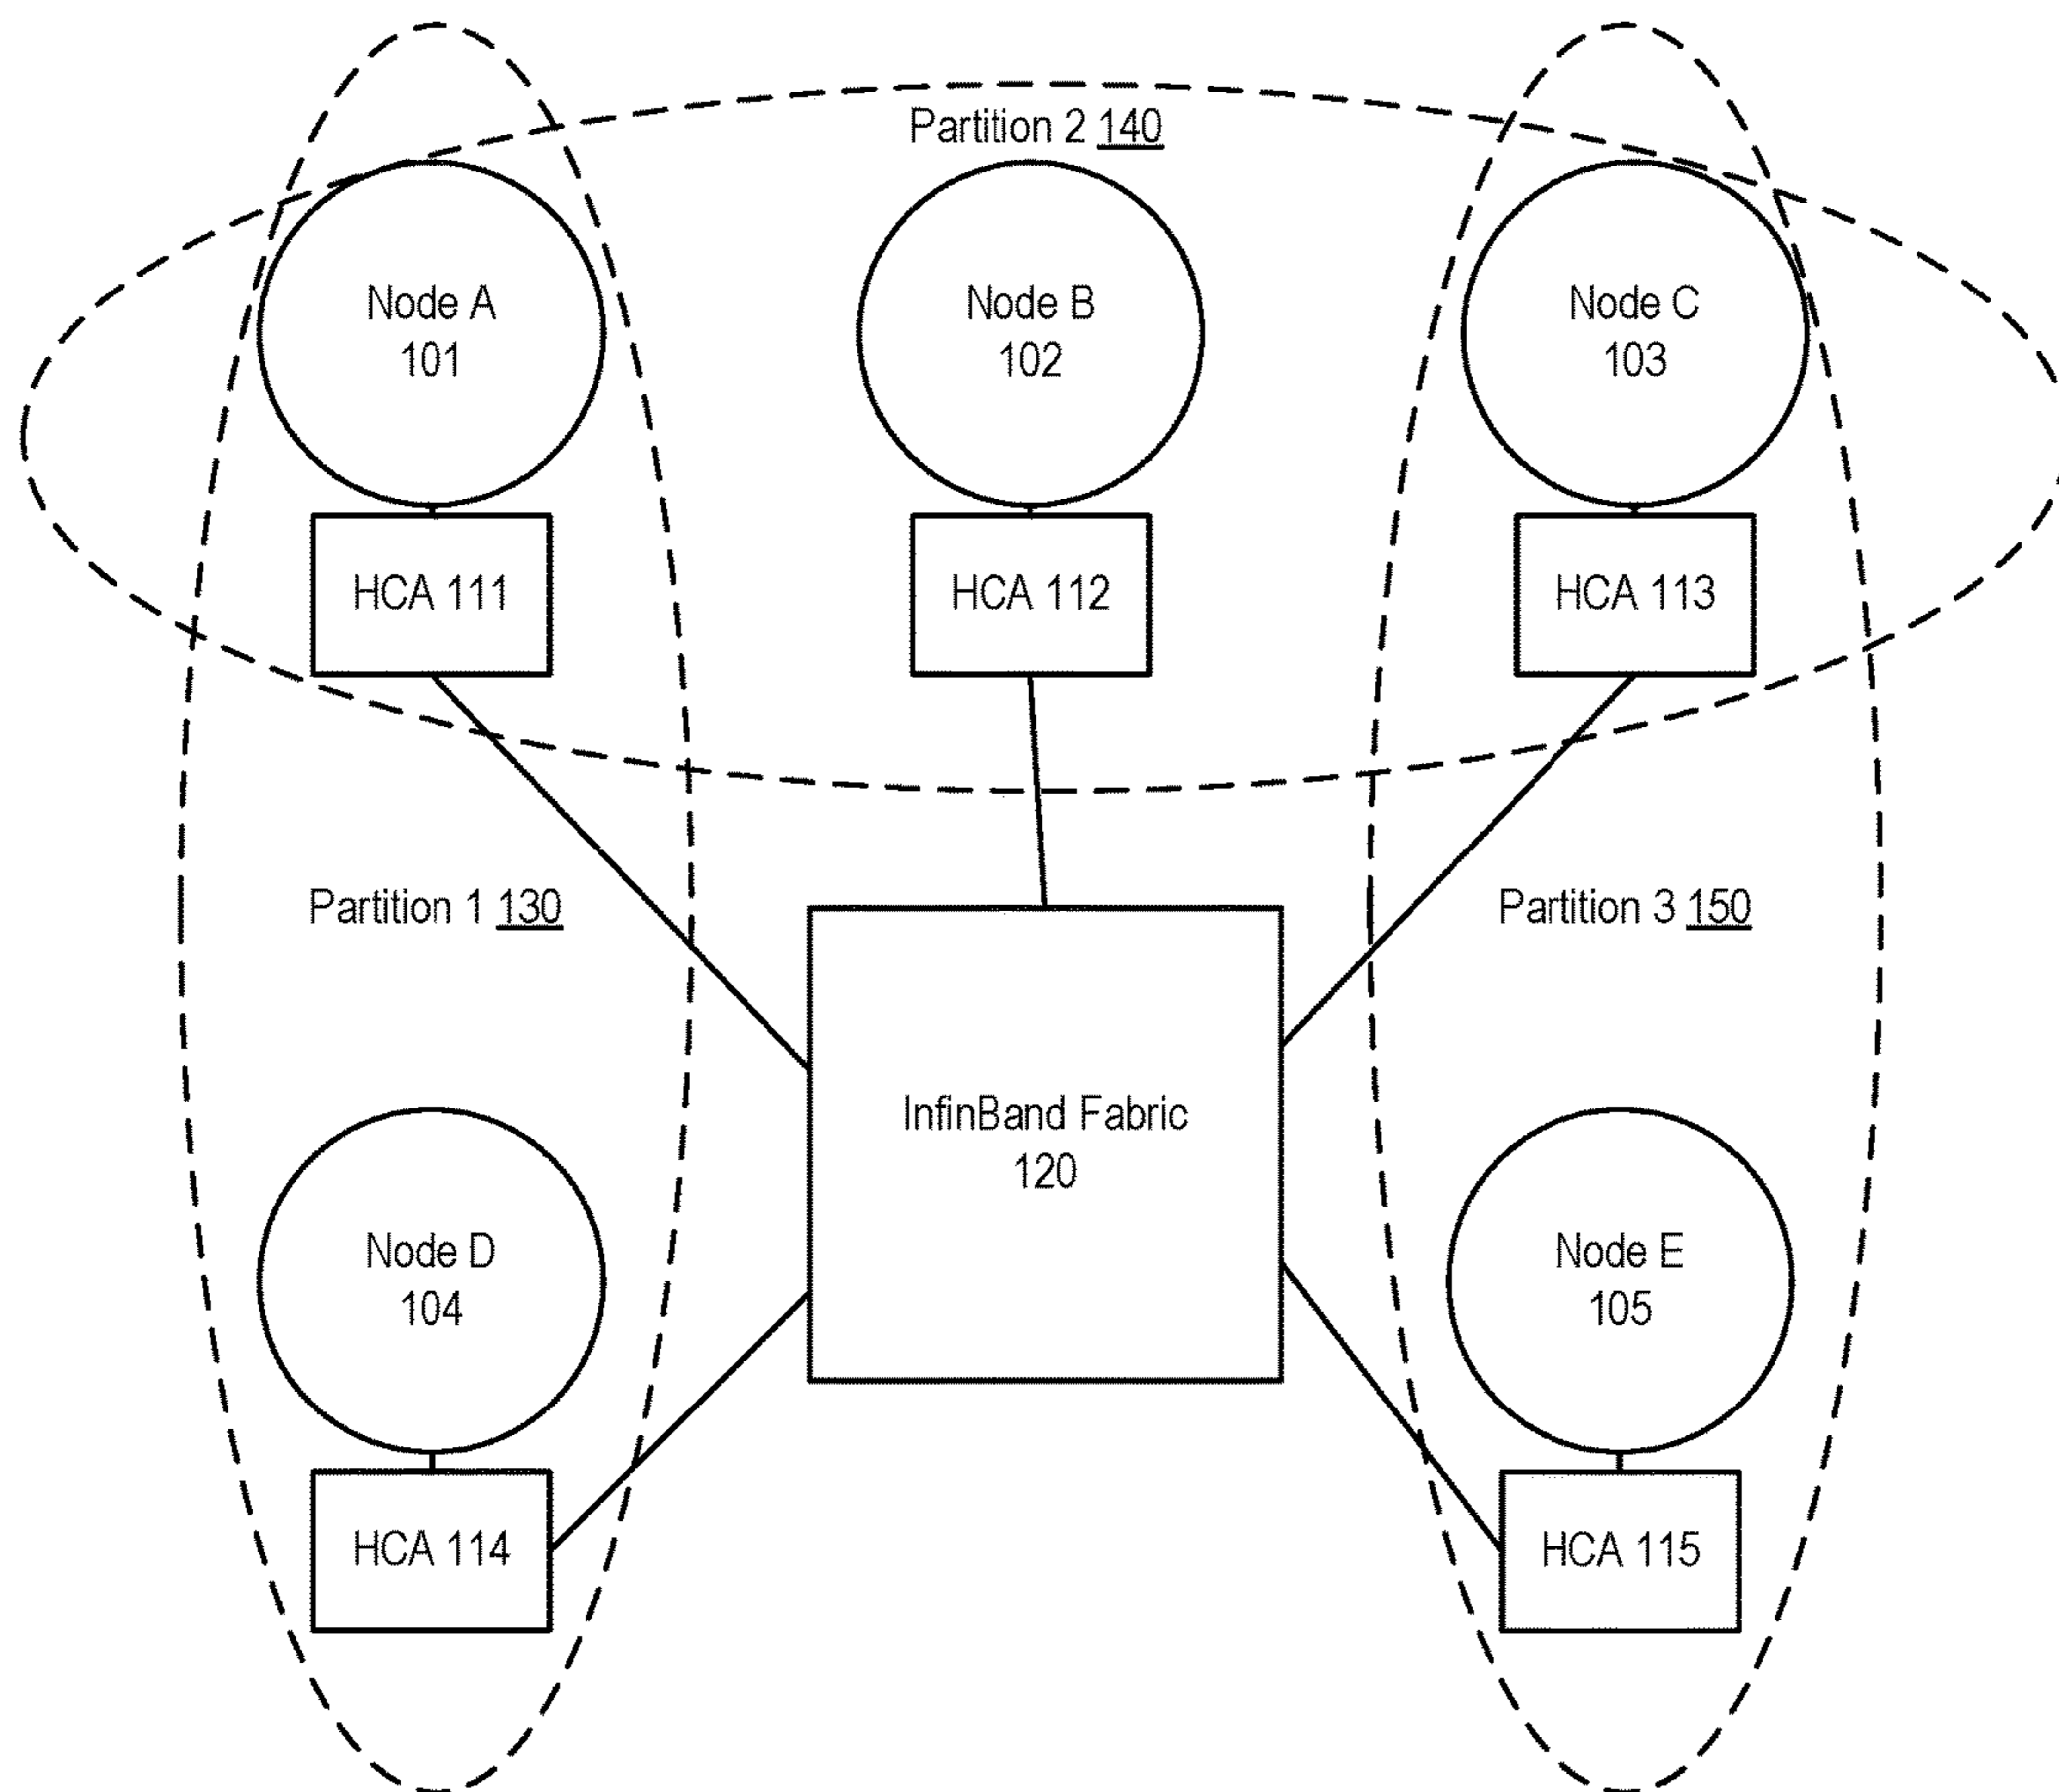 Partition 2 140
Node A
101
Node B
102
Node C
103
HCA 111
HCA 112
HCA 113
Partition 1 130
Partition 3 150
InfinBand Fabric
120
Node D
104
Node E
105
HCA 114
HCA 115